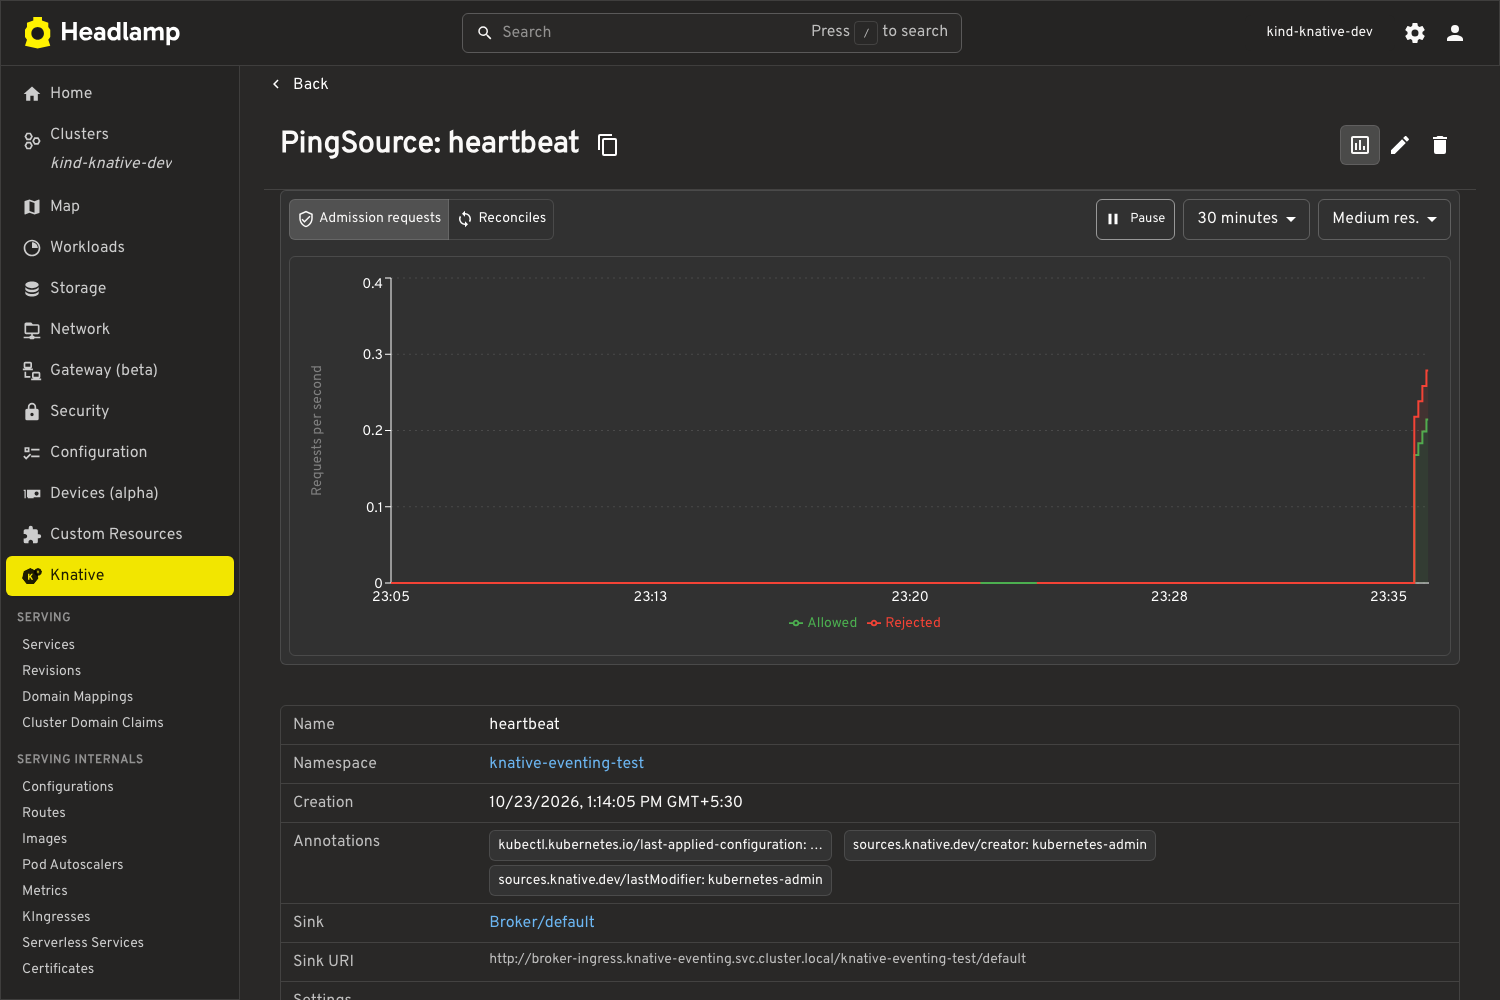 Headlamp
Search
Press / to search
kind-knative-dev
Home
Clusters
kind-knative-dev
Map
Workloads
Storage
Network
Gateway (beta)
Security
Configuration
Devices (alpha)
Custom Resources
Knative
SERVING
Services
Revisions
Domain Mappings
Cluster Domain Claims
SERVING INTERNALS
Configurations
Routes
Images
Pod Autoscalers
Metrics
KIngresses
Serverless Services
Certificates
Back
PingSource: heartbeat
Admission requests
Reconciles
Pause
30 minutes
Medium res.
Requests per second
0.4
0.3
0.2
0.1
0
23:05
23:13
23:20
23:28
23:35
Allowed
Rejected
Name
heartbeat
Namespace
knative-eventing-test
Creation
10/23/2026, 1:14:05 PM GMT+5:30
Annotations
kubectl.kubernetes.io/last-applied-configuration: …
sources.knative.dev/creator: kubernetes-admin
sources.knative.dev/lastModifier: kubernetes-admin
Sink
Broker/default
Sink URI
http://broker-ingress.knative-eventing.svc.cluster.local/knative-eventing-test/default
Settings